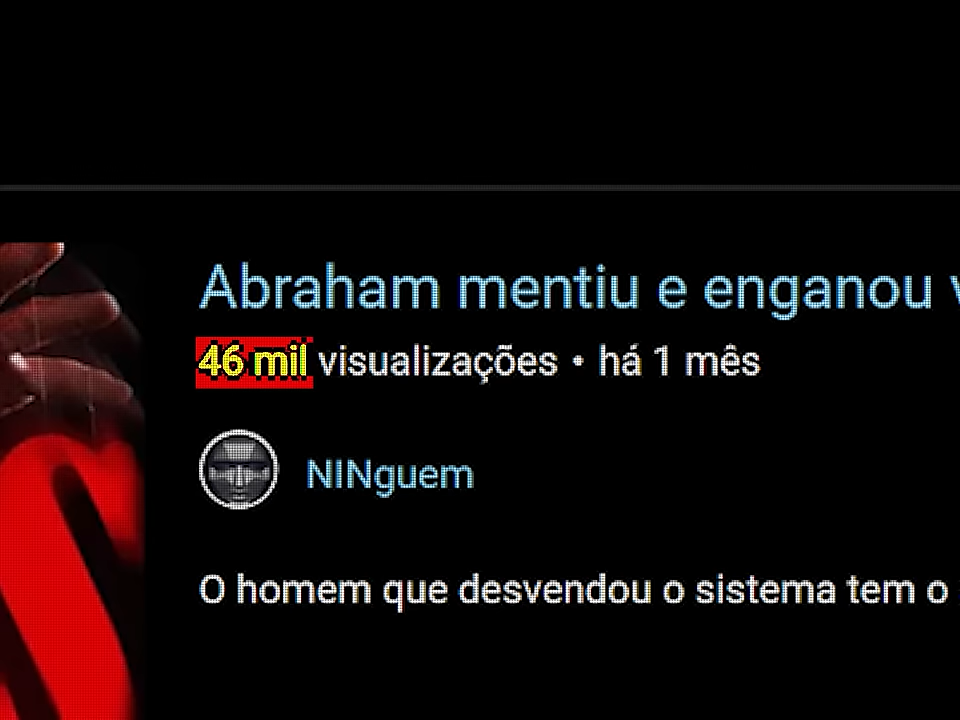 Abraham mentiu e enganou
46 mil visualizações • há 1 mês
NINguem
O homem que desvendou o sistema tem o